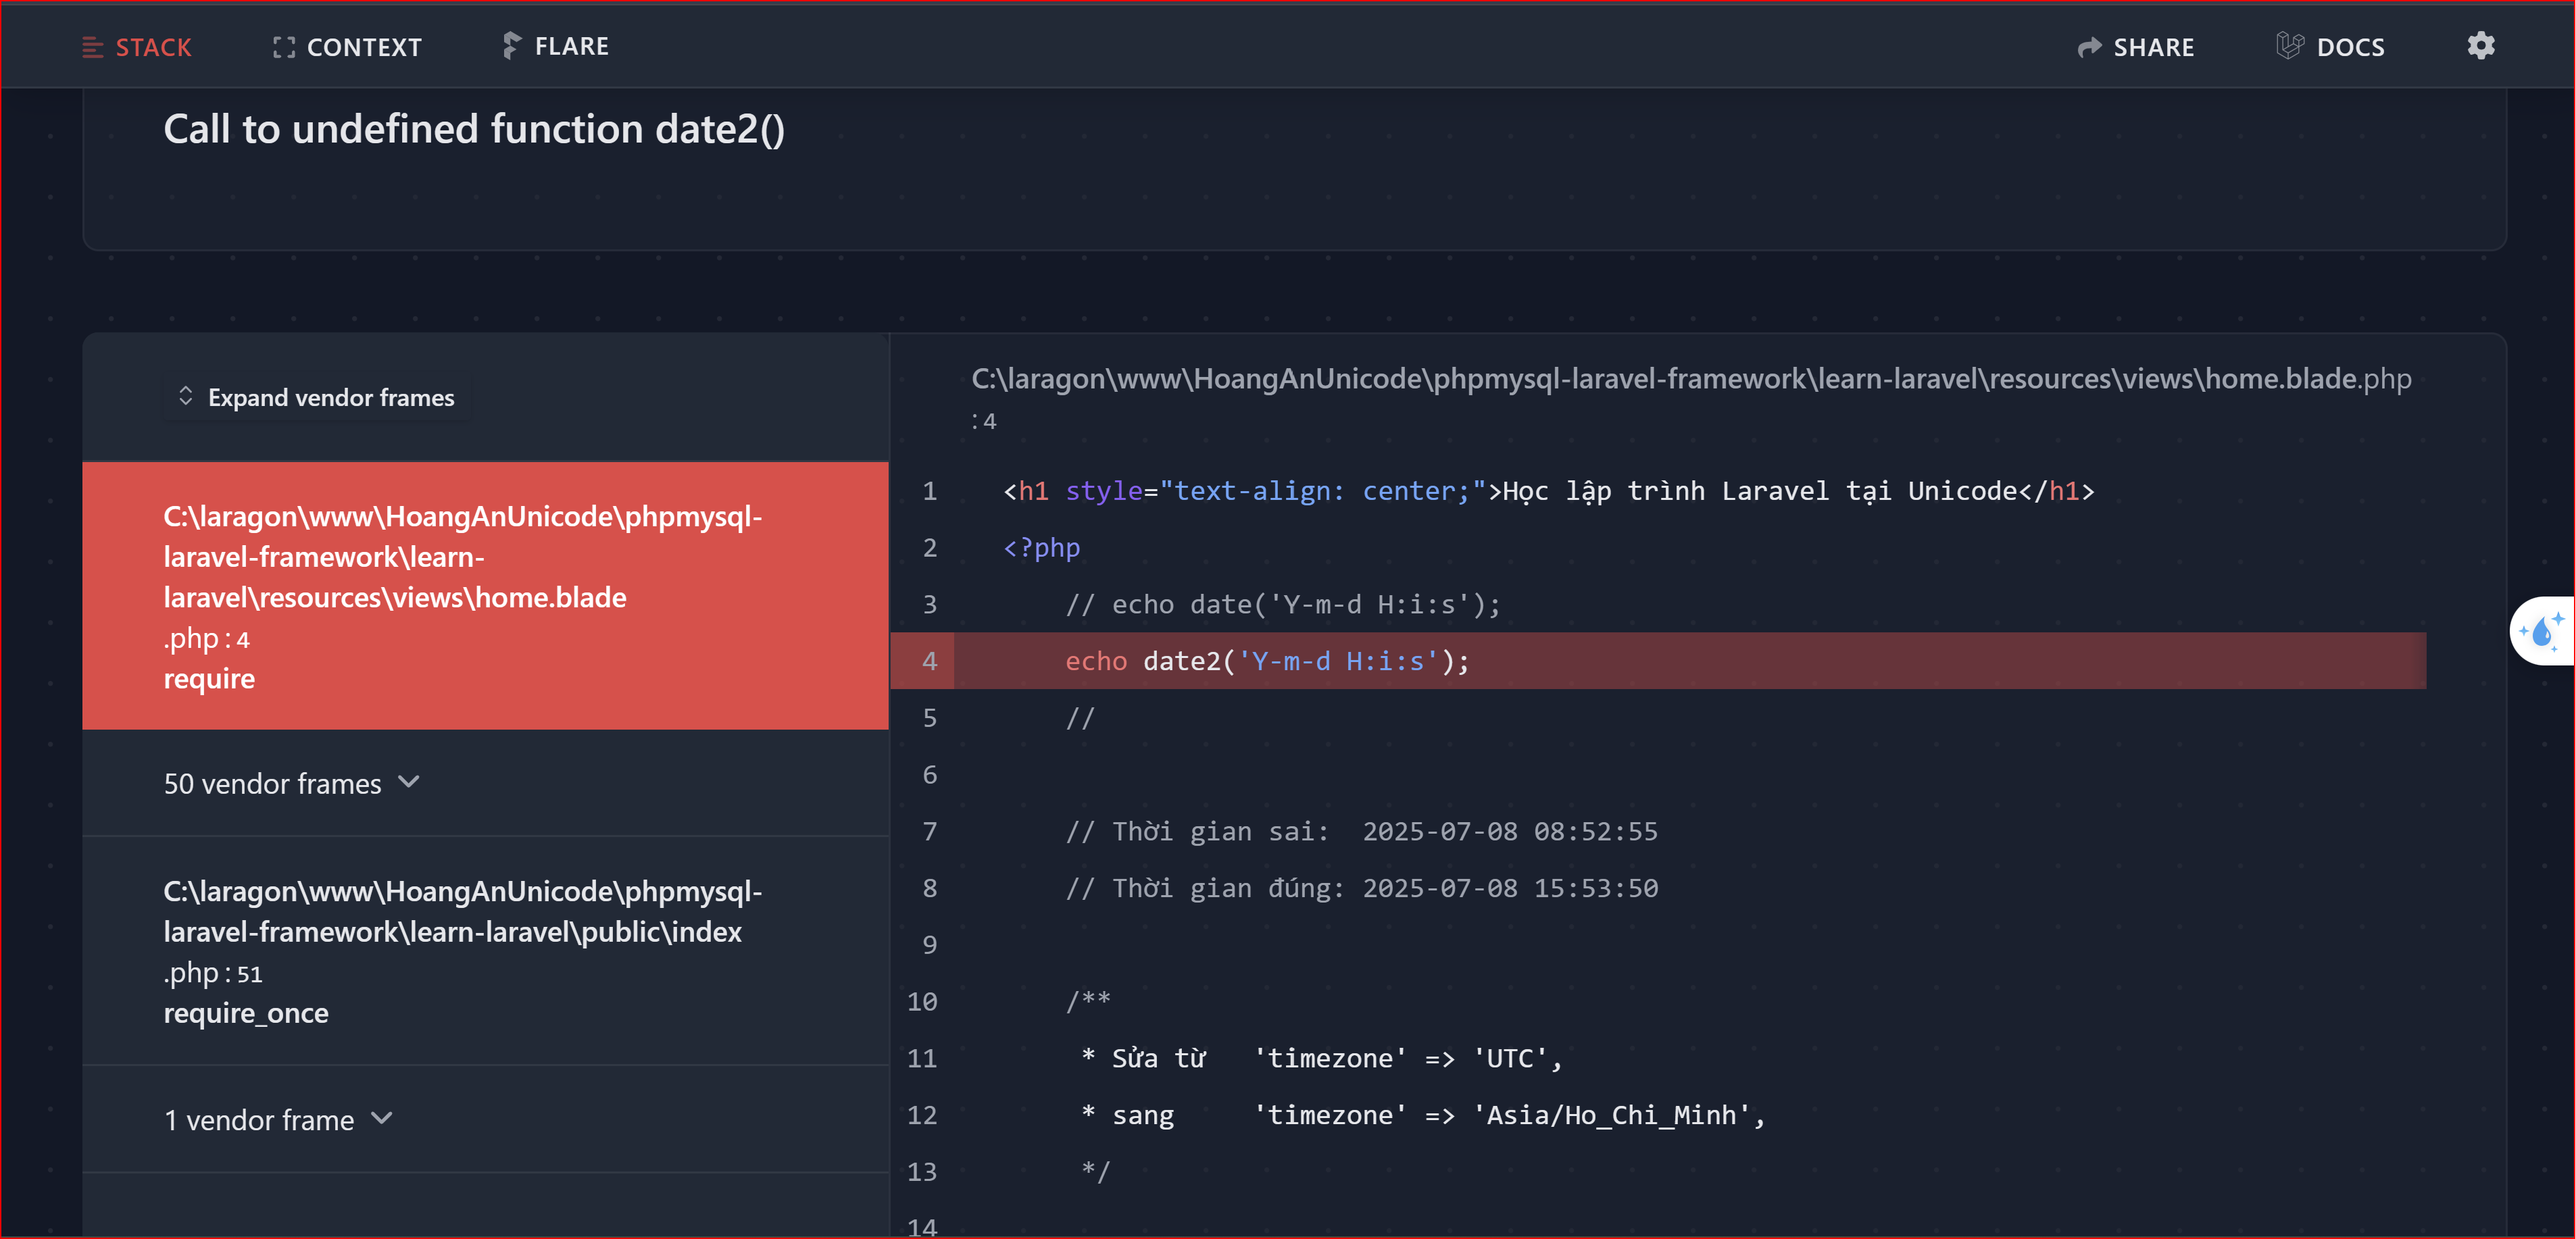 STACK CONTEXT FLARE SHARE DOCS
Call to undefined function date2()
Expand vendor frames
C:\laragon\www\HoangAnUnicode\phpmysql-
laravel-framework\learn-
laravel\resources\views\home.blade
.php:4
require
50 vendor frames
C:\laragon\www\HoangAnUnicode\phpmysql-
laravel-framework\learn-laravel\public\index
.php:51
require_once
1 vendor frame
C:\laragon\www\HoangAnUnicode\phpmysql-laravel-framework\learn-laravel\resources\views\home.blade.php
:4
1 <h1 style="text-align: center;">Học lập trình Laravel tại Unicode</h1>
2 <?php
3 // echo date('Y-m-d H:i:s');
4 echo date2('Y-m-d H:i:s');
5 //
6
7 // Thời gian sai:  2025-07-08 08:52:55
8 // Thời gian đúng: 2025-07-08 15:53:50
9
10 /**
11 * Sửa từ   'timezone' => 'UTC',
12 * sang     'timezone' => 'Asia/Ho_Chi_Minh',
13 */
14